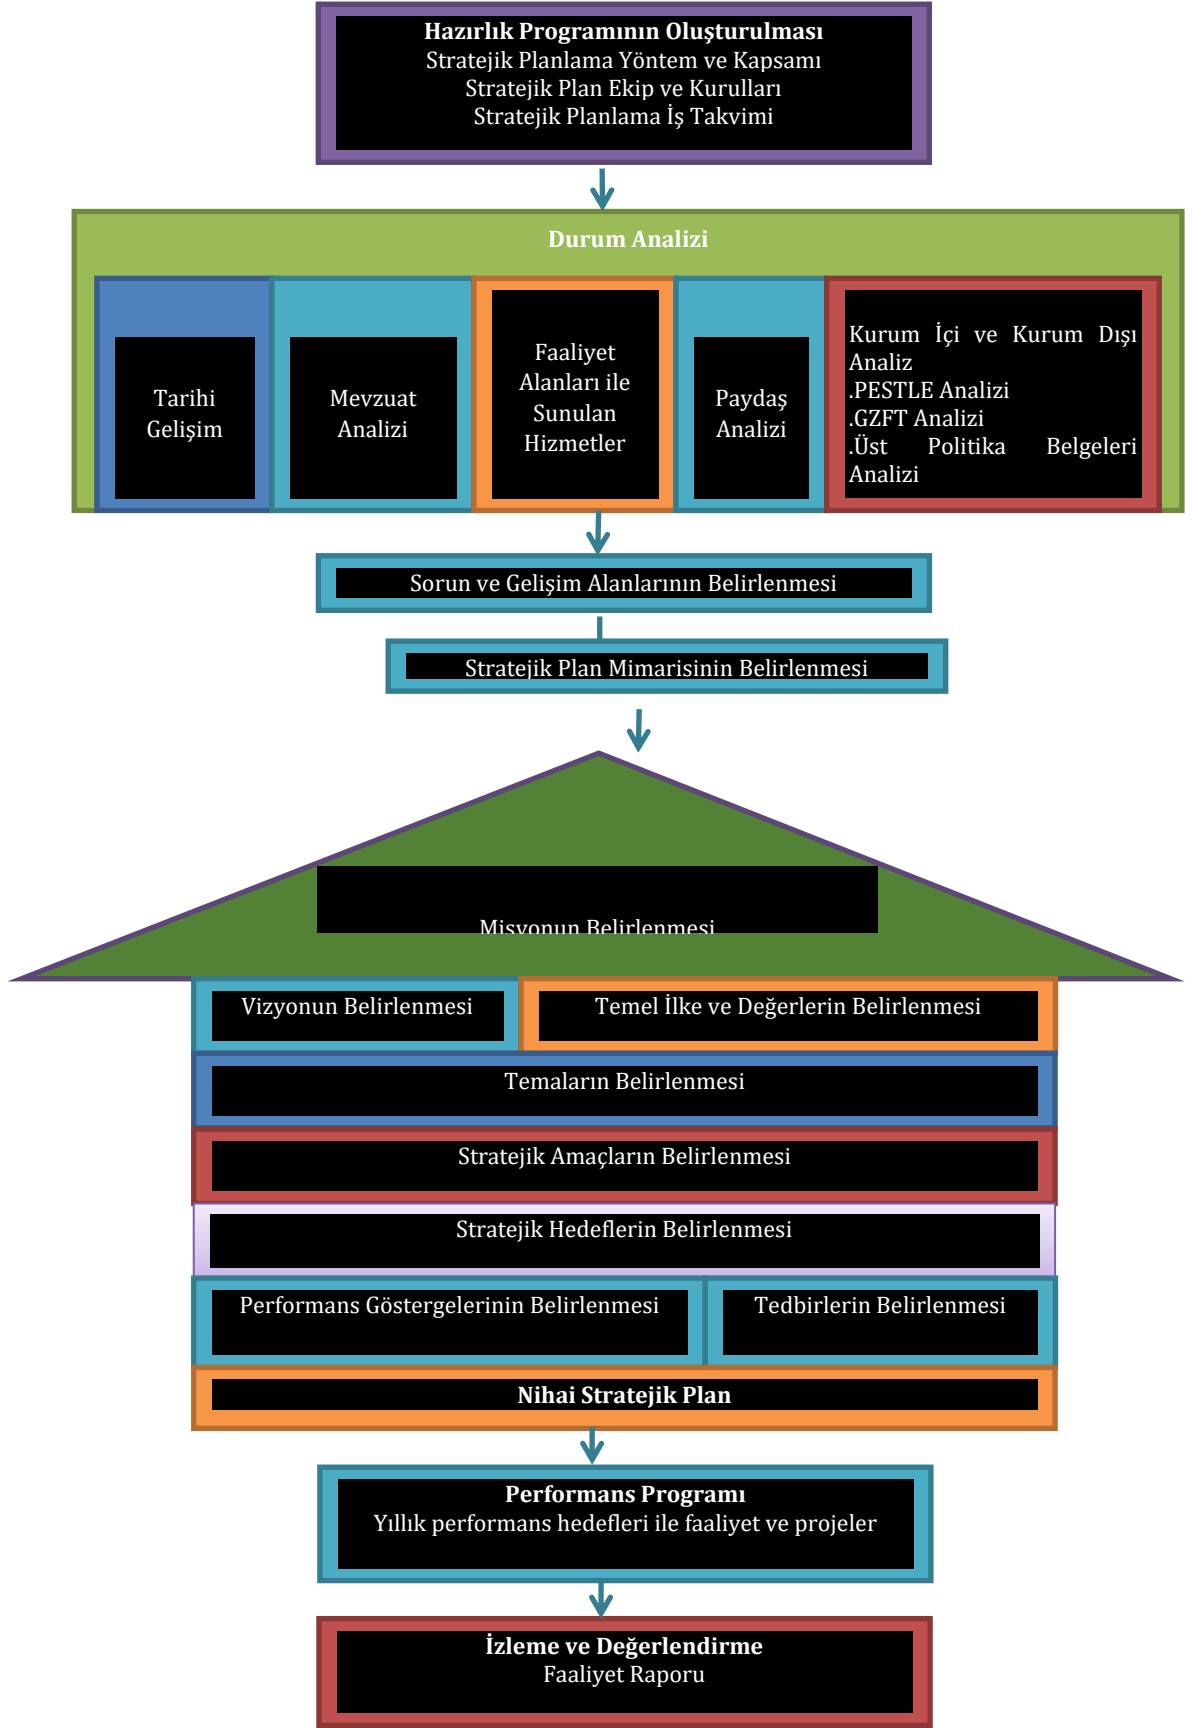 Hazırlık Programının Oluşturulması
Stratejik Planlama Yöntem ve Kapsamı
Stratejik Plan Ekip ve Kurulları
Stratejik Planlama İş Takvimi
Durum Analizi
Tarihi
Gelişim
Mevzuat
Analizi
Faaliyet
Alanları ile
Sunulan
Hizmetler
Paydaş
Analizi
Kurum İçi ve Kurum Dışı
Analiz
.PESTLE Analizi
.GZFT Analizi
.Üst Politika Belgeleri
Analizi
Sorun ve Gelişim Alanlarının Belirlenmesi
Stratejik Plan Mimarisinin Belirlenmesi
Misyonun Belirlenmesi
Vizyonun Belirlenmesi
Temel İlke ve Değerlerin Belirlenmesi
Temaların Belirlenmesi
Stratejik Amaçların Belirlenmesi
Stratejik Hedeflerin Belirlenmesi
Performans Göstergelerinin Belirlenmesi
Tedbirlerin Belirlenmesi
Nihai Stratejik Plan
Performans Programı
Yıllık performans hedefleri ile faaliyet ve projeler
İzleme ve Değerlendirme
Faaliyet Raporu